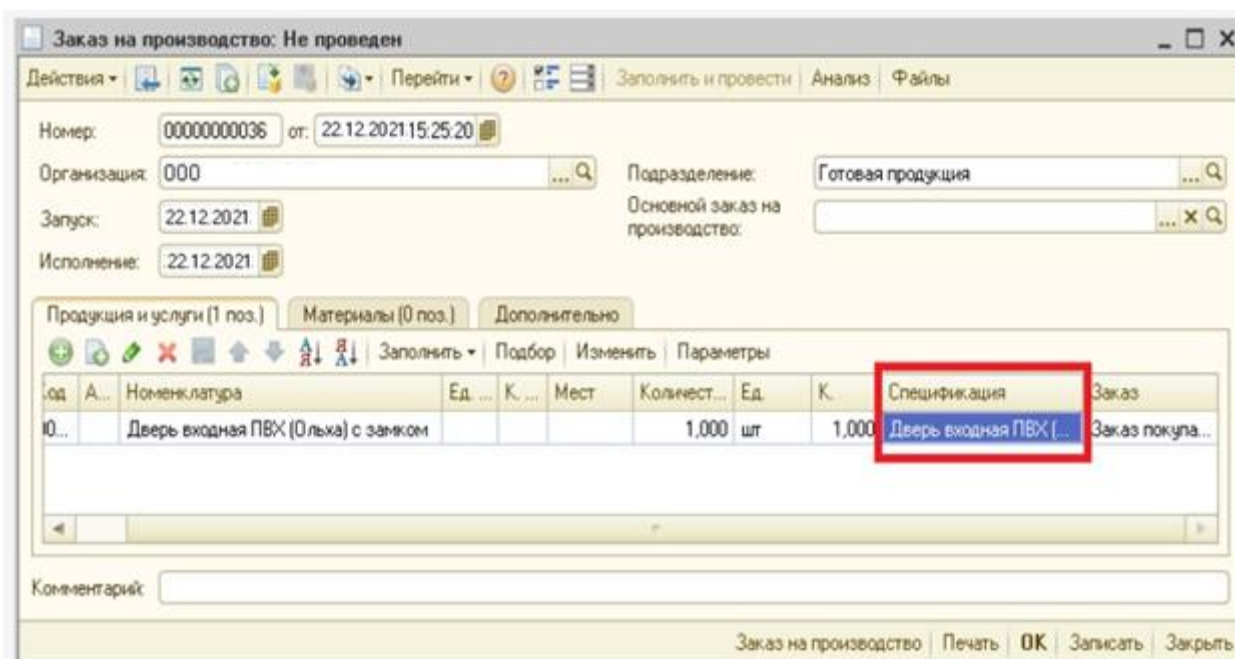 Заказ на производство: Не проведен
Действия Перейти Заполнить и провести Анализ Файлы
Номер: 00000000036 от: 22.12.2021 15:25:20
Организация: ООО ... Подразделение: Готовая продукция ...
Запуск: 22.12.2021 Основной заказ на производство: ...
Исполнение: 22.12.2021
Продукция и услуги (1 поз.) Материалы (0 поз.) Дополнительно
Заполнить Подбор Изменить Параметры
Код А... Номенклатура Ед. ... К. ... Мест Количест... Ед. К. Спецификация Заказ
0... Дверь входная ПВХ (Ольха) с замком 1,000 шт 1,000 Дверь входная ПВХ (... Заказ покупа...
Комментарий:
Заказ на производство Печать OK Записать Закрыть